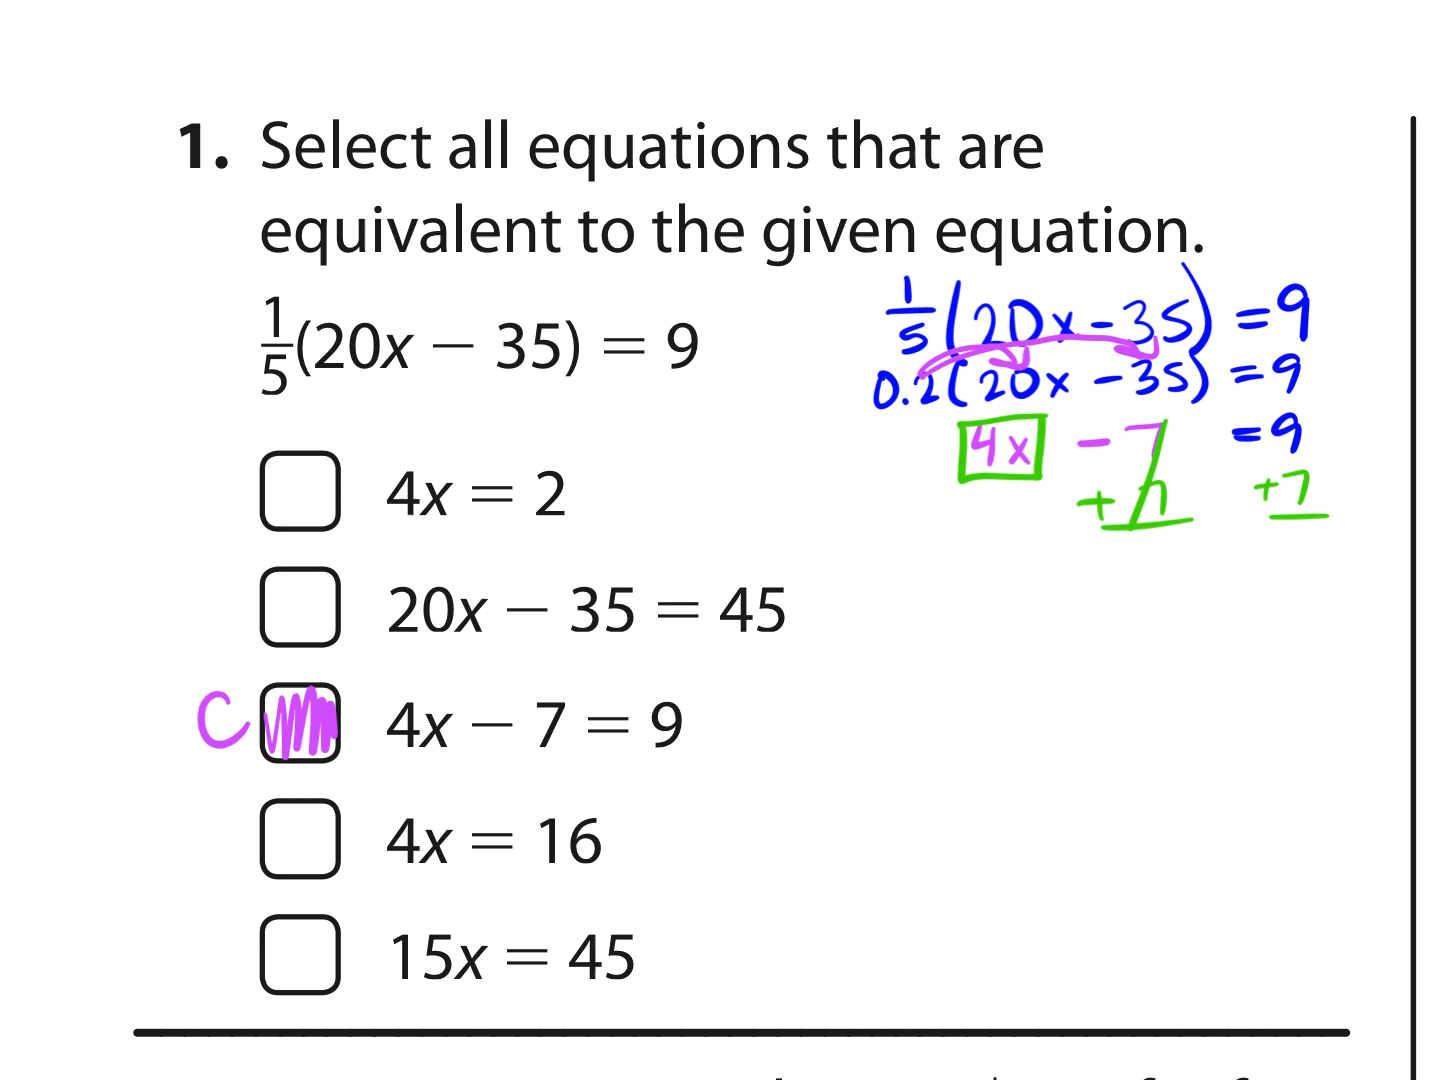 1. Select all equations that are
equivalent to the given equation.
1/5(20x − 35) = 9
1/5(20x − 35) = 9
0.2(20x − 35) = 9
4x − 7 = 9
+ 7 +7
4x = 2
20x − 35 = 45
C 4x − 7 = 9
4x = 16
15x = 45